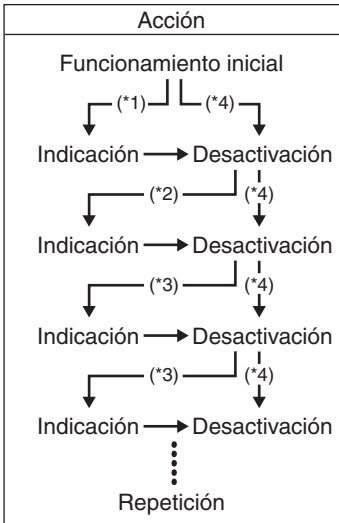 Acción
Funcionamiento inicial
(*1) (*4)
Indicación Desactivación
(*2) (*4)
Indicación Desactivación
(*3) (*4)
Indicación Desactivación
(*3) (*4)
Indicación Desactivación
Repetición